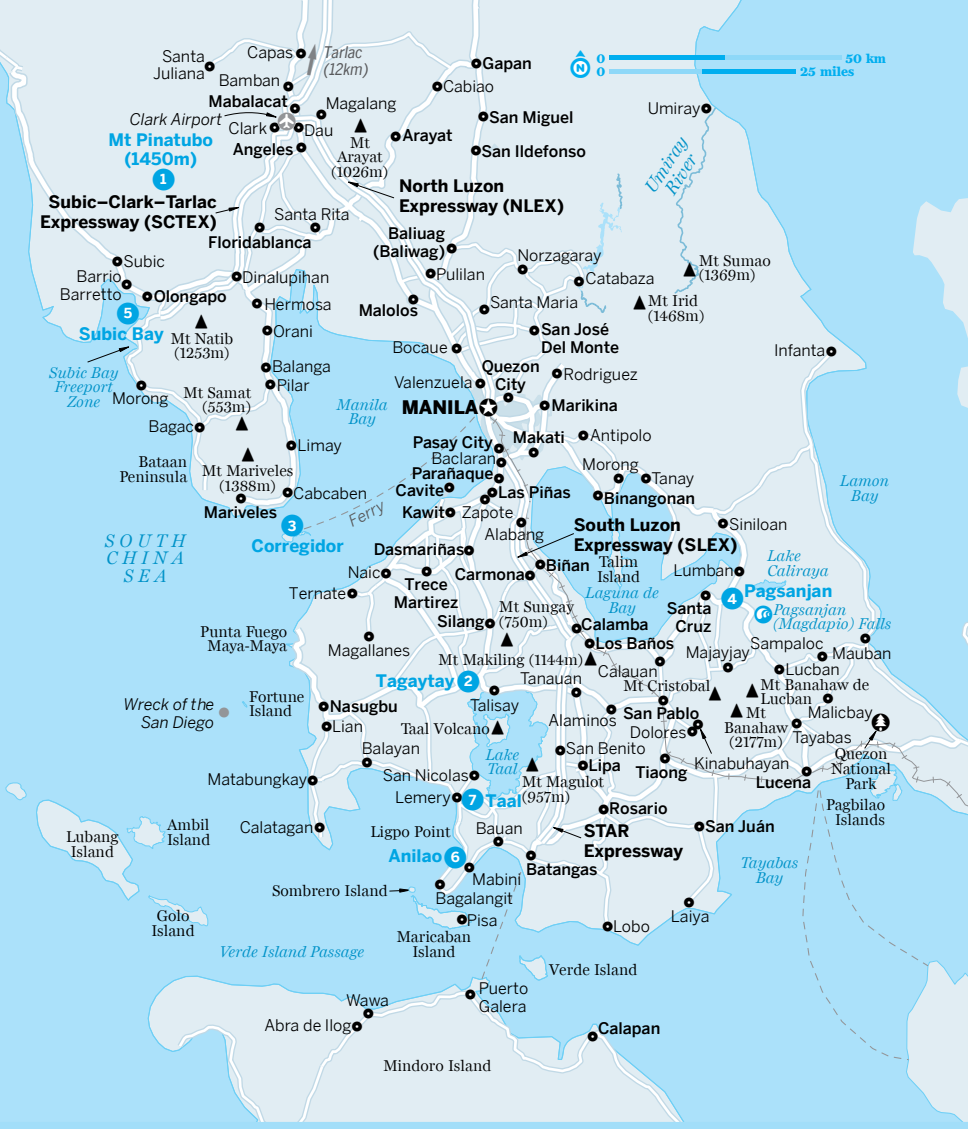 Santa
Juliana
Capas
Tarlac
(12km)
Bamban
Mabalacat
Magalang
Clark Airport
Clark
Dau
Angeles
Mt Pinatubo
(1450m)
1
Mt
Arayat
(1026m)
Arayat
Gapan
Cabiao
San Miguel
San Ildefonso
N
0
50 km
0
25 miles
Umiray
Umiray
River
Subic–Clark–Tarlac
Expressway (SCTEX)
North Luzon
Expressway (NLEX)
Santa Rita
Floridablanca
Baliuag
(Baliwag)
Pulilan
Norzagaray
Catabaza
Mt Sumao
(1369m)
Mt Irid
(1468m)
Subic
Barrio
Barretto
Olongapo
Dinaluphan
Hermosa
5
Subic Bay
Mt Natib
(1253m)
Orani
Malolos
Santa Maria
San José
Del Monte
Bocaue
Infanta
Subic Bay
Freeport
Zone
Balanga
Pilar
Morong
Mt Samat
(553m)
Manila
Bay
Valenzuela
Quezon
City
Rodriguez
MANILA
Marikina
Bagac
Limay
Bataan
Peninsula
Mt Mariveles
(1388m)
Cabcaben
Mariveles
Pasay City
Baclaran
Makati
Antipolo
Parañaque
Cavite
Las Piñas
Kawit
Zapote
Morong
Tanay
Binangonan
Lamon
Bay
3
Corregidor
Ferry
Alabang
Siniloan
SOUTH
CHINA
SEA
South Luzon
Expressway (SLEX)
Dasmariñas
Naic
Trece
Martirez
Carmona
Biñan
Talim
Island
Laguna de
Bay
Lumban
Lake
Caliraya
Ternate
4
Pagsanjan
Pagsanjan
(Magdapio) Falls
Santa
Cruz
Silang
Mt Sungay
(750m)
Calamba
Los Baños
Punta Fuego
Maya-Maya
Magallanes
Mt Makiling (1144m)
Calauan
Majayjay
Sampaloc
Mauban
Lucban
Tagaytay
2
Tanauan
Talisay
Mt Cristobal
Mt Banahaw de
Lucban
Wreck of the
San Diego
Fortune
Island
Nasugbu
Lian
Taal Volcano
Alaminos
San Pablo
Dolores
Mt
Banahaw
(2177m)
Malicbay
Tayabas
Balayan
Lake
Taal
San Benito
Lipa
Tiaong
Kinabuhayan
Quezon
National
Park
Lucena
Matabungkay
San Nicolas
Mt Magulot
(957m)
Lemery
7
Taal
Rosario
Pagbilao
Islands
Calatagan
Ligpo Point
Bauan
STAR
Expressway
San Juán
Lubang
Island
Ambil
Island
Anilao
6
Batangas
Tayabas
Bay
Mabini
Sombrero Island
Bagalangit
Golo
Island
Pisa
Maricaban
Island
Lobo
Laiya
Verde Island Passage
Verde Island
Puerto
Galera
Wawa
Abra de Ilog
Calapan
Mindoro Island